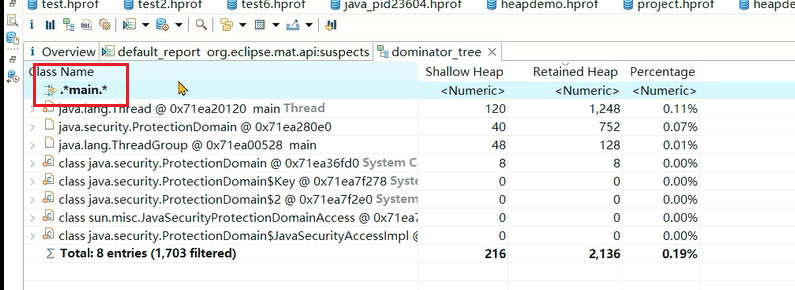 test.hprof test2.hprof test6.hprof java_pid23604.hprof heapdemo.hprof project.hprof heapdem
i Overview default_report org.eclipse.mat.api:suspects dominator_tree
Class Name Shallow Heap Retained Heap Percentage
.*main.* <Numeric> <Numeric> <Numeric>
java.lang.Thread @ 0x71ea20120 main Thread 120 1,248 0.11%
java.security.ProtectionDomain @ 0x71ea280e0 40 752 0.07%
java.lang.ThreadGroup @ 0x71ea00528 main 48 128 0.01%
class java.security.ProtectionDomain @ 0x71ea36fd0 System C 8 8 0.00%
class java.security.ProtectionDomain$Key @ 0x71ea7f278 Syste 0 0 0.00%
class java.security.ProtectionDomain$2 @ 0x71ea7f2e0 System 0 0 0.00%
class sun.misc.JavaSecurityProtectionDomainAccess @ 0x71ea7 0 0 0.00%
class java.security.ProtectionDomain$JavaSecurityAccessImpl @ 0 0 0.00%
Σ Total: 8 entries (1,703 filtered) 216 2,136 0.19%